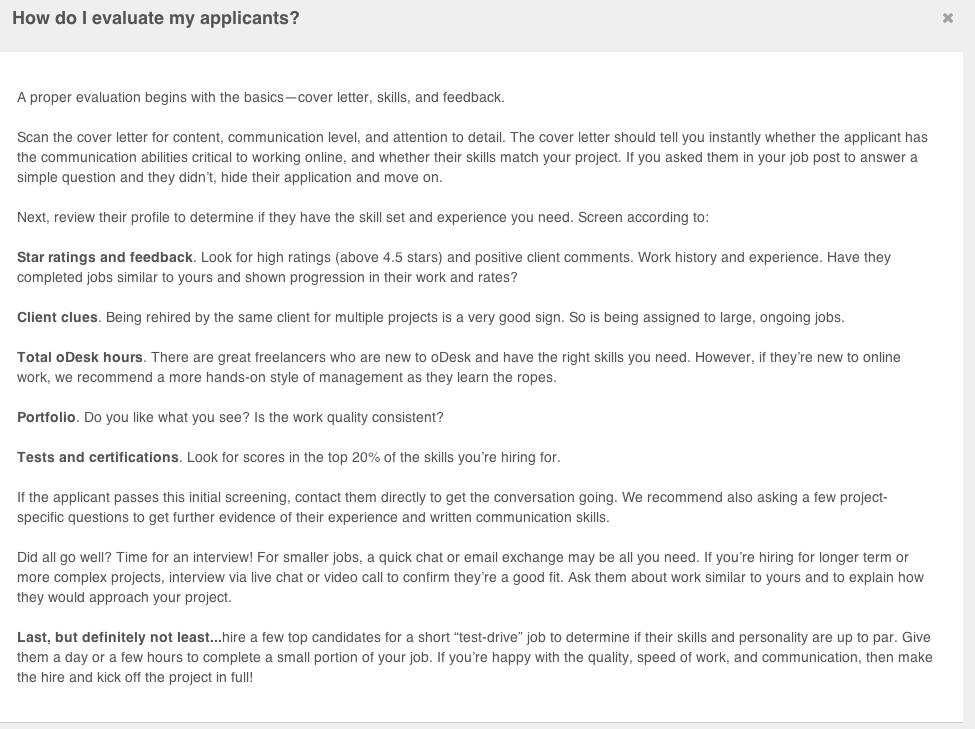 How do I evaluate my applicants?
A proper evaluation begins with the basics—cover letter, skills, and feedback.
Scan the cover letter for content, communication level, and attention to detail. The cover letter should tell you instantly whether the applicant has
the communication abilities critical to working online, and whether their skills match your project. If you asked them in your job post to answer a
simple question and they didn’t, hide their application and move on.
Next, review their profile to determine if they have the skill set and experience you need. Screen according to:
Star ratings and feedback. Look for high ratings (above 4.5 stars) and positive client comments. Work history and experience. Have they
completed jobs similar to yours and shown progression in their work and rates?
Client clues. Being rehired by the same client for multiple projects is a very good sign. So is being assigned to large, ongoing jobs.
Total oDesk hours. There are great freelancers who are new to oDesk and have the right skills you need. However, if they’re new to online
work, we recommend a more hands-on style of management as they learn the ropes.
Portfolio. Do you like what you see? Is the work quality consistent?
Tests and certifications. Look for scores in the top 20% of the skills you’re hiring for.
If the applicant passes this initial screening, contact them directly to get the conversation going. We recommend also asking a few project-
specific questions to get further evidence of their experience and written communication skills.
Did all go well? Time for an interview! For smaller jobs, a quick chat or email exchange may be all you need. If you’re hiring for longer term or
more complex projects, interview via live chat or video call to confirm they’re a good fit. Ask them about work similar to yours and to explain how
they would approach your project.
Last, but definitely not least...hire a few top candidates for a short “test-drive” job to determine if their skills and personality are up to par. Give
them a day or a few hours to complete a small portion of your job. If you’re happy with the quality, speed of work, and communication, then make
the hire and kick off the project in full!